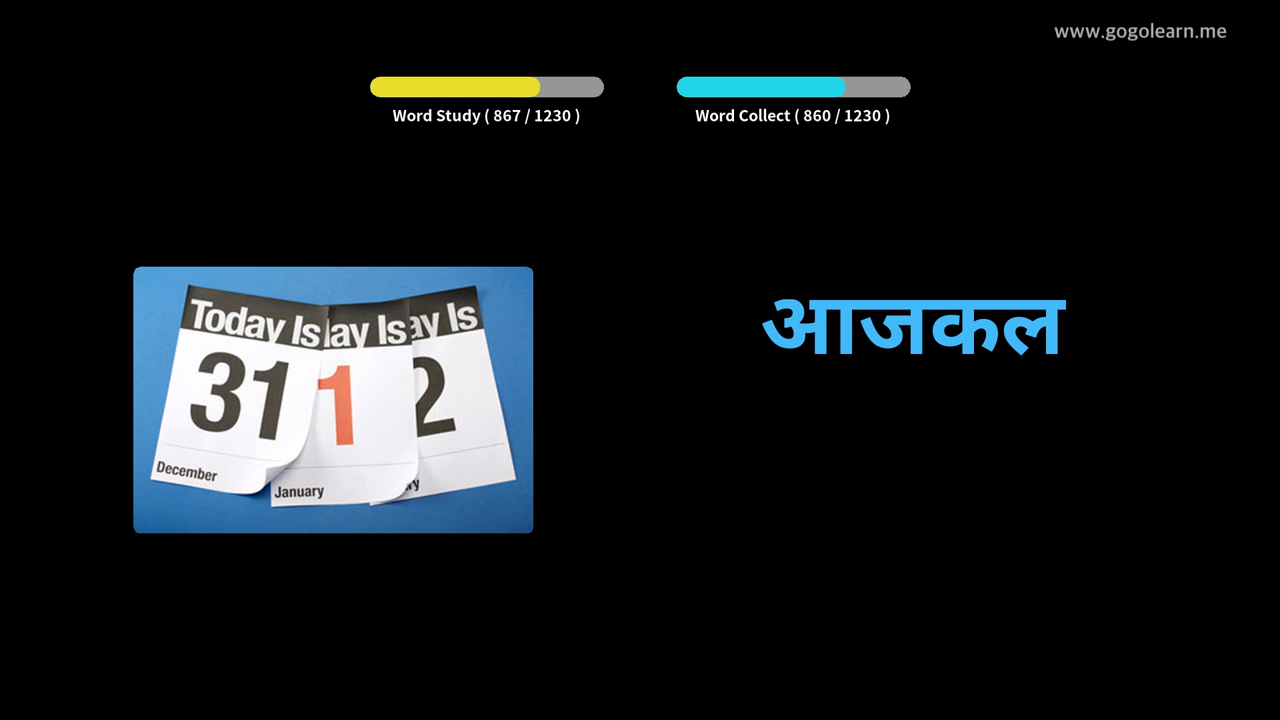 www.gogolearn.me
Word Study ( 867 / 1230 )
Word Collect ( 860 / 1230 )
आजकल
Today Is
ay Is
ay Is
31
1
2
December
January
ry